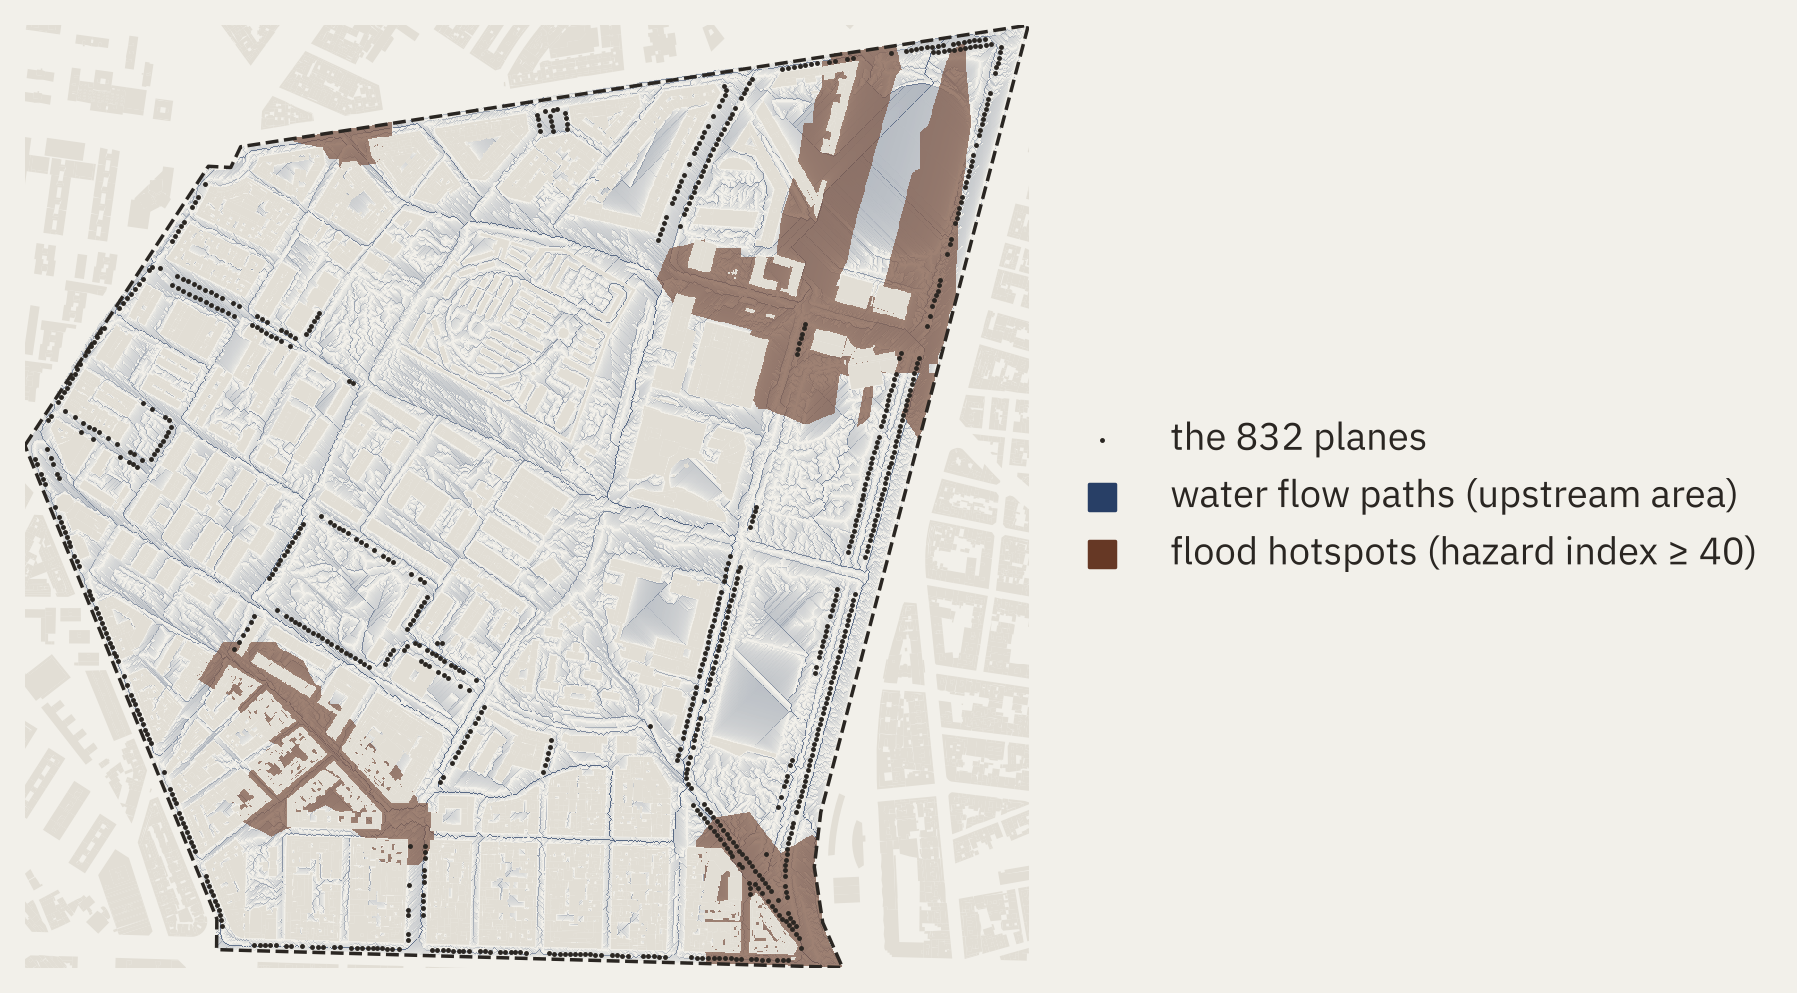 the 832 planes
water flow paths (upstream area)
flood hotspots (hazard index ≥ 40)